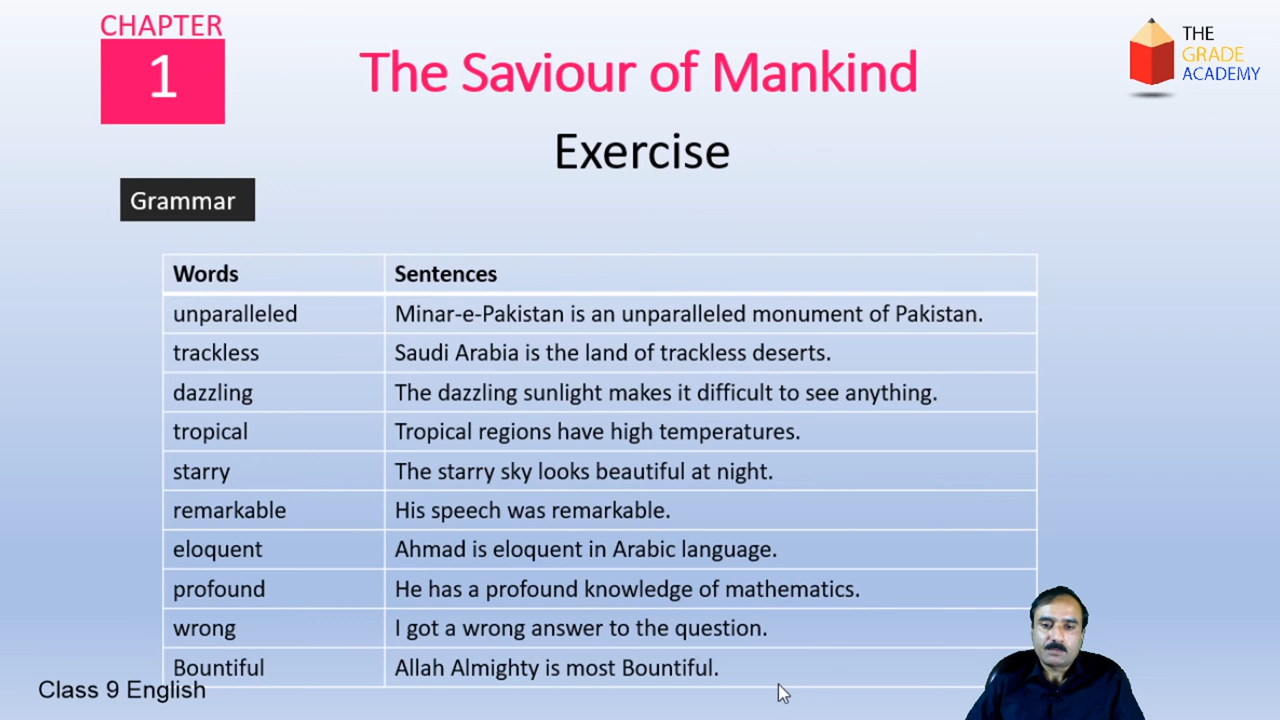 CHAPTER
1
The Saviour of Mankind
THE
GRADE
ACADEMY
Exercise
Grammar
Words Sentences
unparalleled Minar-e-Pakistan is an unparalleled monument of Pakistan.
trackless Saudi Arabia is the land of trackless deserts.
dazzling The dazzling sunlight makes it difficult to see anything.
tropical Tropical regions have high temperatures.
starry The starry sky looks beautiful at night.
remarkable His speech was remarkable.
eloquent Ahmad is eloquent in Arabic language.
profound He has a profound knowledge of mathematics.
wrong I got a wrong answer to the question.
Bountiful Allah Almighty is most Bountiful.
Class 9 English